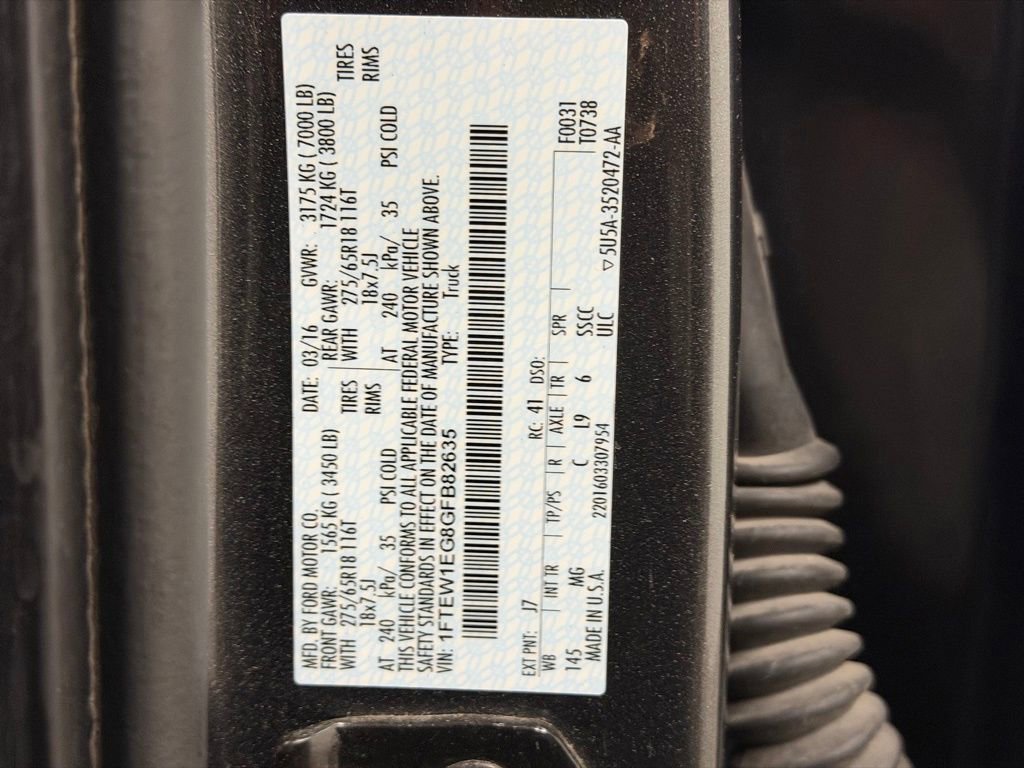 MFD. BY FORD MOTOR CO. DATE: 03/16 GVWR: 3175 KG ( 7000 LB)
FRONT GAWR: 1565 KG ( 3450 LB) REAR GAWR: 1724 KG ( 3800 LB)
WITH 275/65R18 116T TIRES WITH 275/65R18 116T TIRES
18x7.5J RIMS 18x7.5J RIMS
AT 240 kPa/ 35 PSI COLD AT 240 kPa/ 35 PSI COLD
THIS VEHICLE CONFORMS TO ALL APPLICABLE FEDERAL MOTOR VEHICLE
SAFETY STANDARDS IN EFFECT ON THE DATE OF MANUFACTURE SHOWN ABOVE.
VIN: 1FTEW1EG8GFB82635 TYPE: Truck
EXT PNT: J7 RC: 41 DSO: F0031
WB INT TR TP/PS R AXLE TR SPR T0738
145 MG C L9 6 SSCC
MADE IN U.S.A. 2201603307954 ULC ▽5U5A-3520472-AA